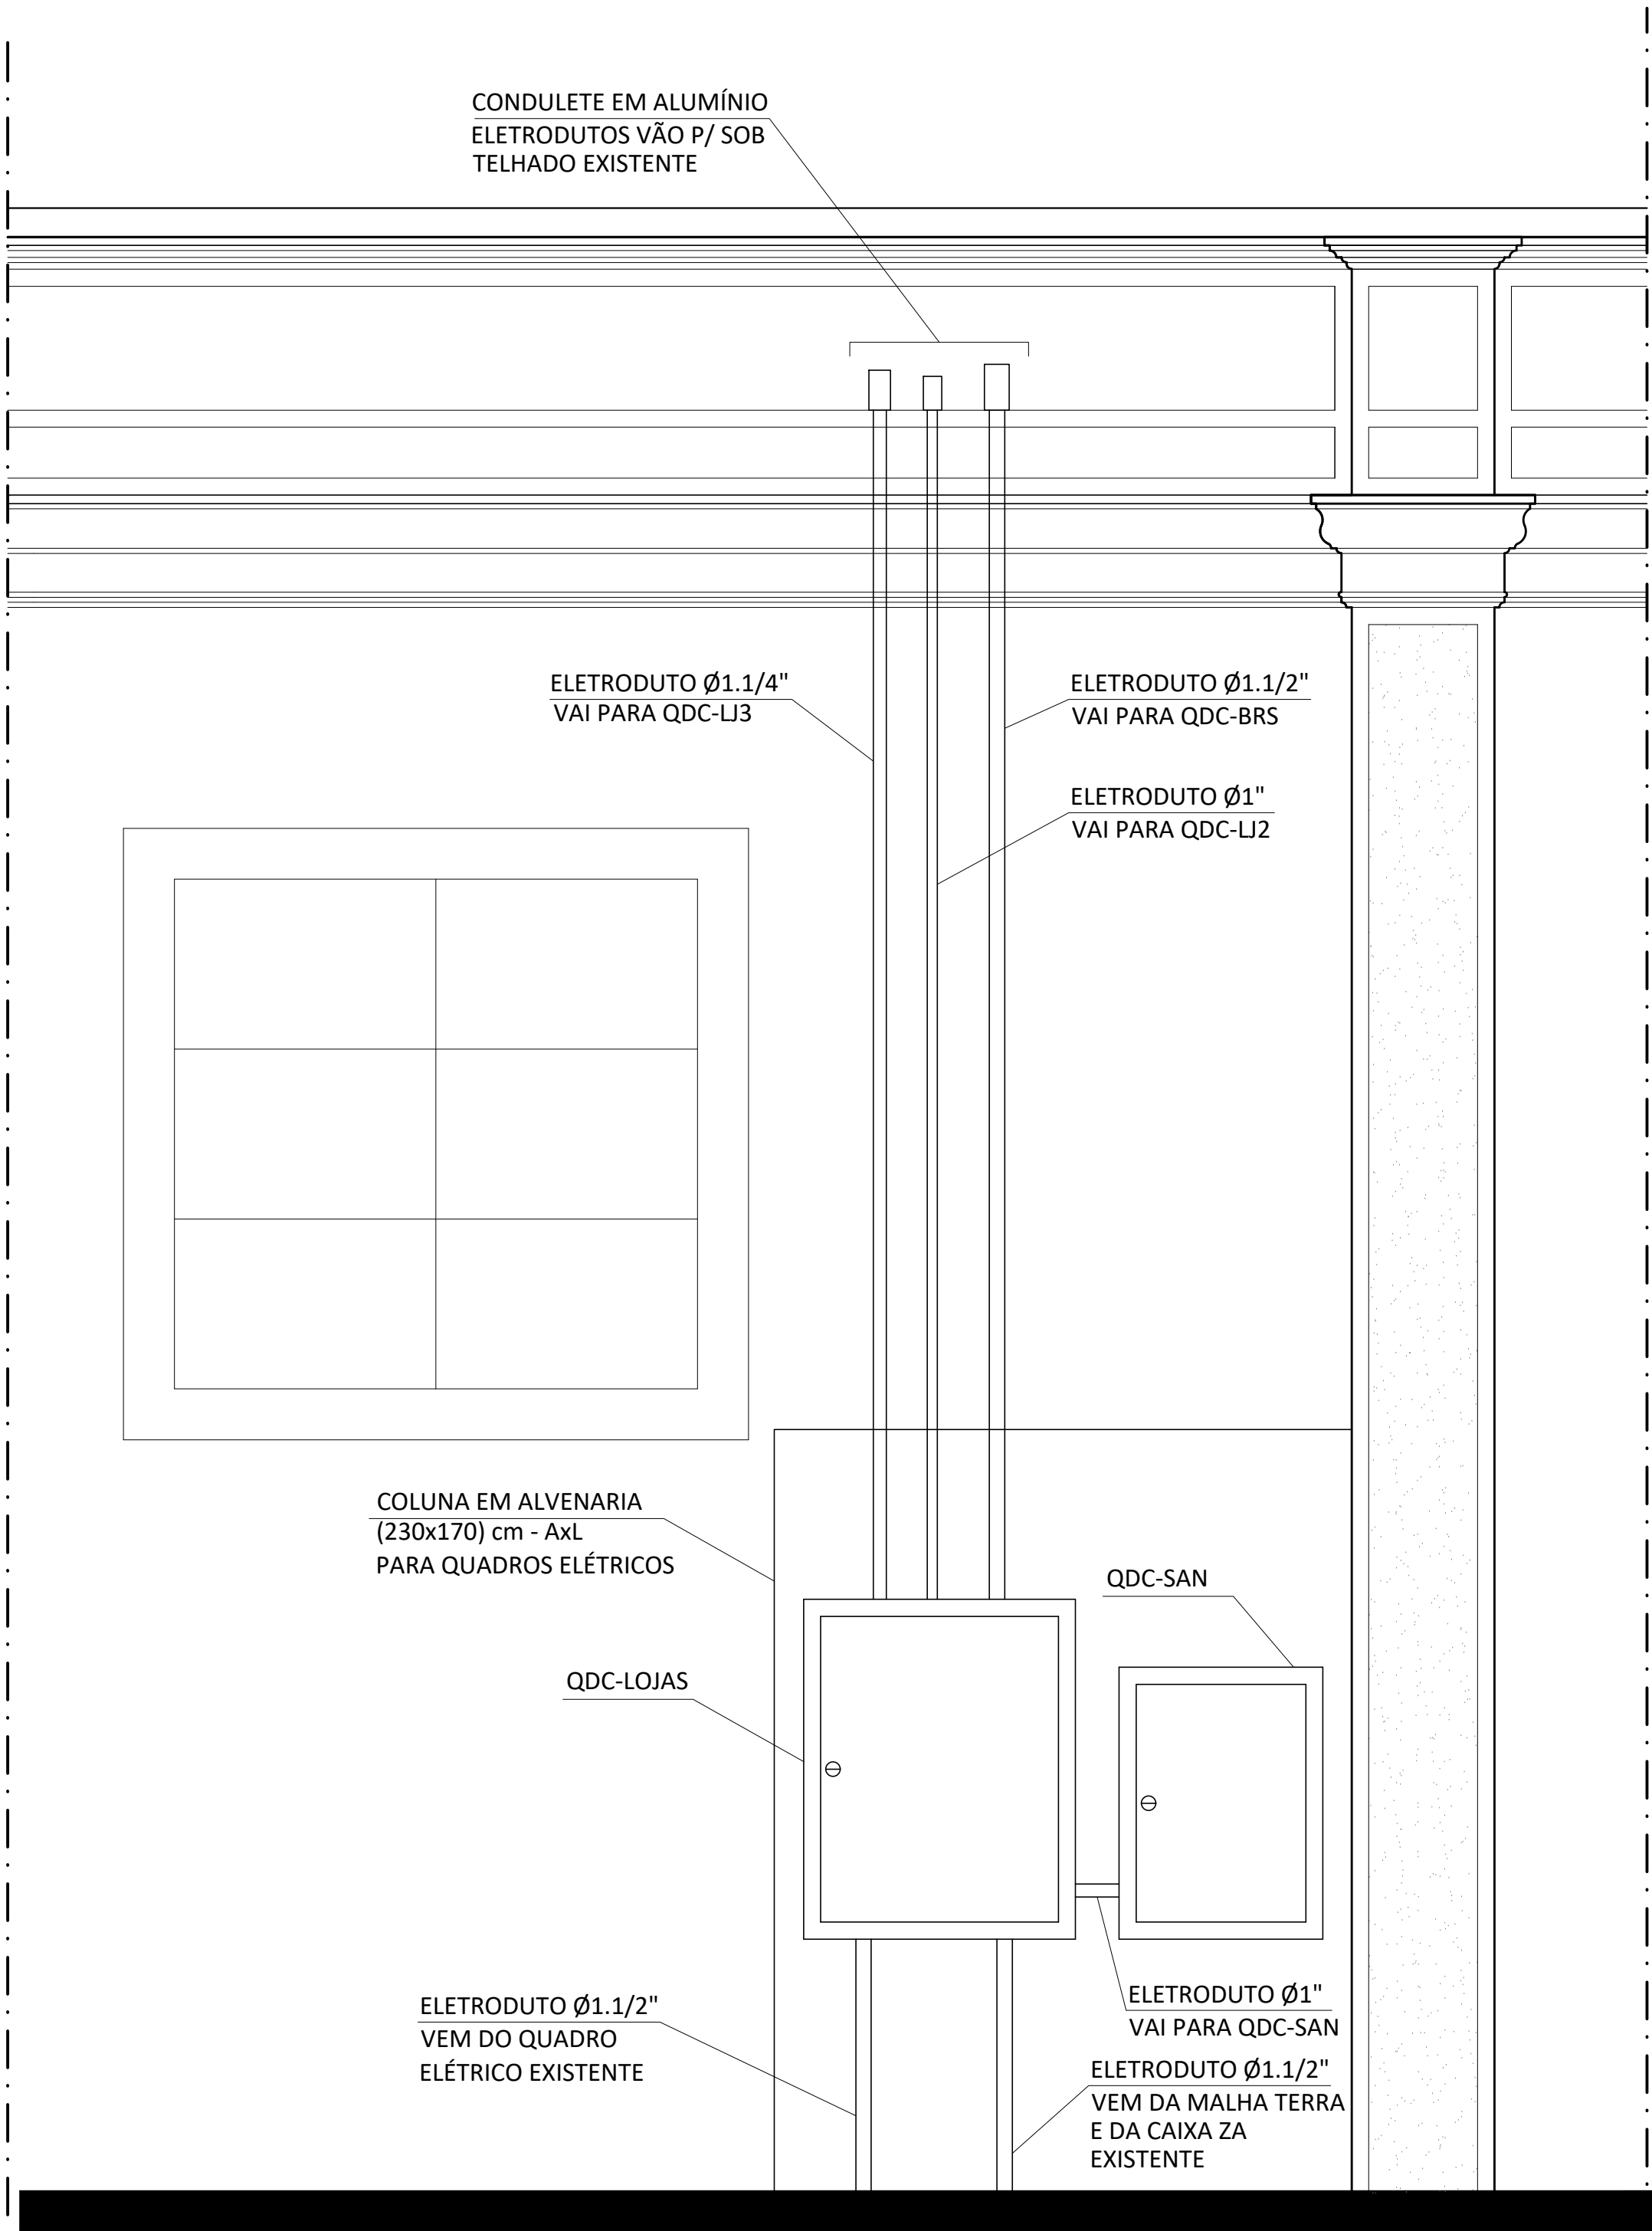 CONDULETE EM ALUMÍNIO
ELETRODUTOS VÃO P/ SOB
TELHADO EXISTENTE
ELETRODUTO Ø1.1/4"
VAI PARA QDC-LJ3
ELETRODUTO Ø1.1/2"
VAI PARA QDC-BRS
ELETRODUTO Ø1"
VAI PARA QDC-LJ2
COLUNA EM ALVENARIA
(230x170) cm - AxL
PARA QUADROS ELÉTRICOS
QDC-SAN
QDC-LOJAS
ELETRODUTO Ø1.1/2"
VEM DO QUADRO
ELÉTRICO EXISTENTE
ELETRODUTO Ø1"
VAI PARA QDC-SAN
ELETRODUTO Ø1.1/2"
VEM DA MALHA TERRA
E DA CAIXA ZA
EXISTENTE